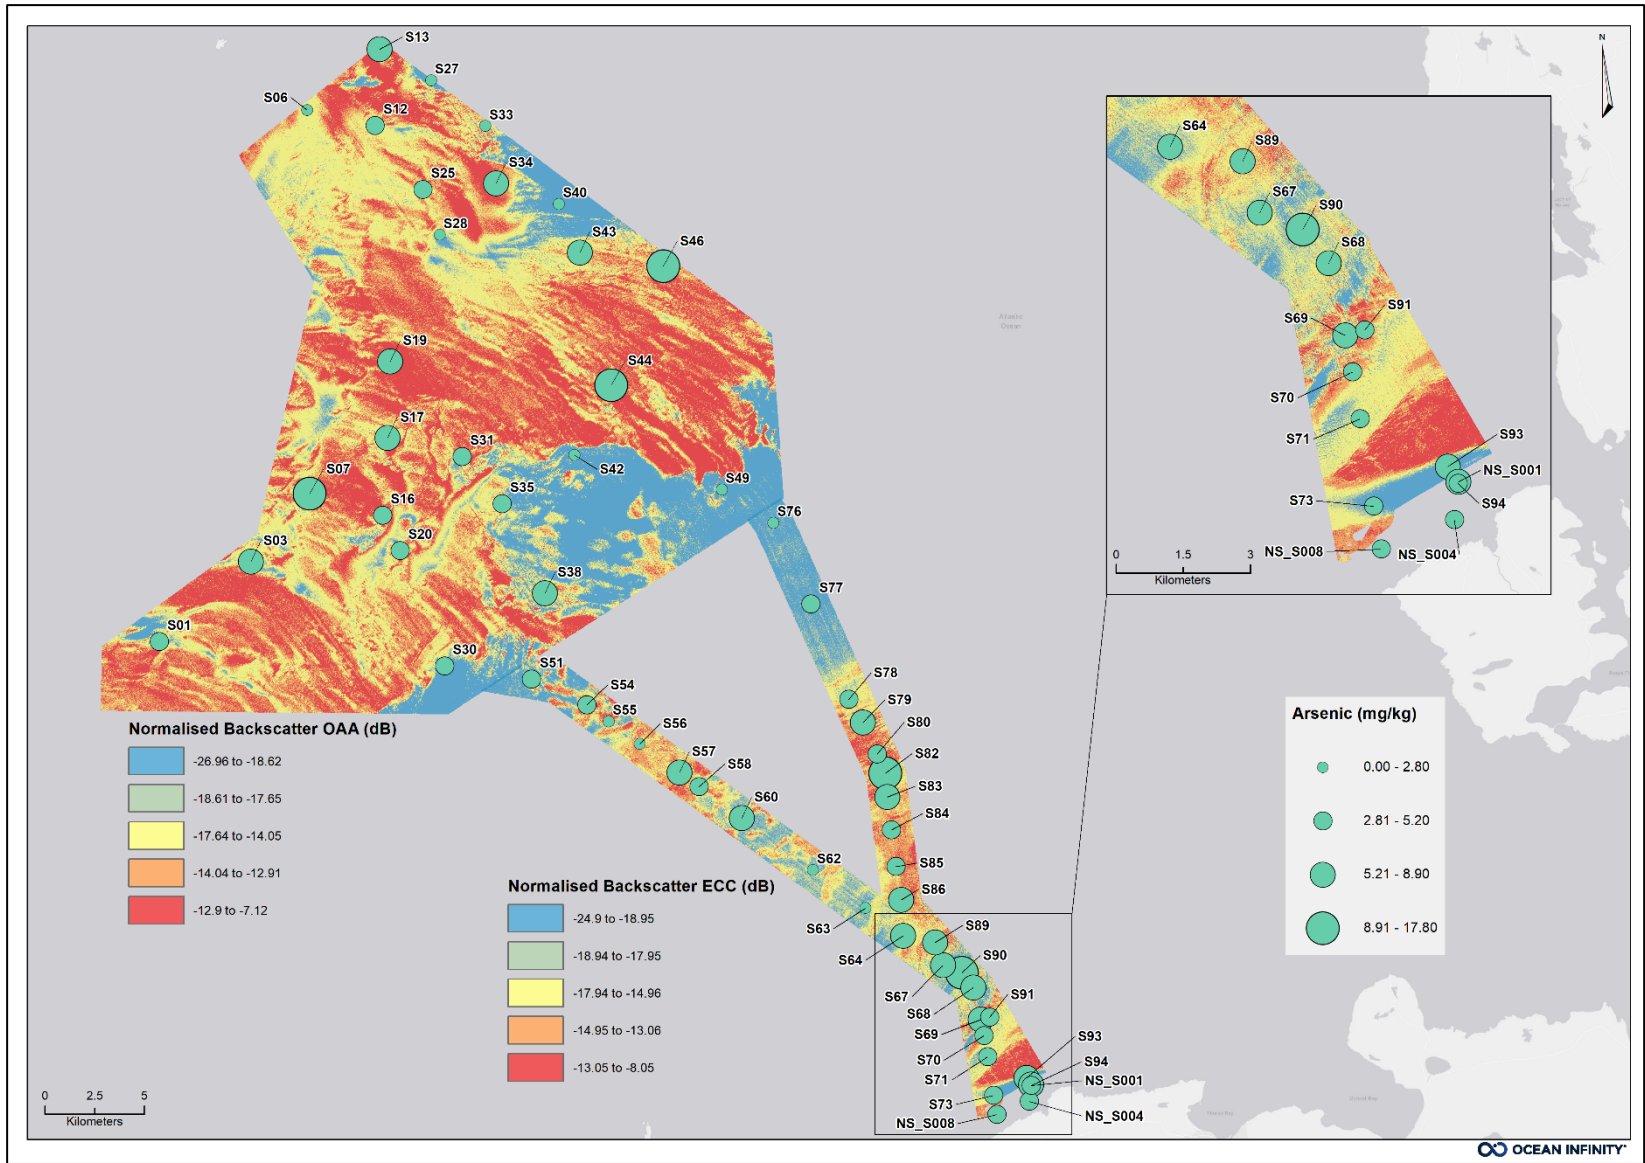 S13
S27
S06
S12
S33
S34
S25
S40
S28
S43
S46
S19
S44
S17
S31
S42
S07
S35
S49
S16
S76
S20
S03
S38
S77
S01
S30
S51
S54
S55
S56
S57
S58
S60
S62
S63
S64
S78
S79
S80
S82
S83
S84
S85
S86
S89
S90
S67
S68
S91
S69
S70
S71
S93
S94
NS_S001
S73
NS_S008
NS_S004
Atlantic
Ocean
N
S64
S89
S67
S90
S68
S69
S91
S70
S71
S93
NS_S001
S94
S73
NS_S008
NS_S004
0 1.5 3
Kilometers
Normalised Backscatter OAA (dB)
-26.96 to -18.62
-18.61 to -17.65
-17.64 to -14.05
-14.04 to -12.91
-12.9 to -7.12
Normalised Backscatter ECC (dB)
-24.9 to -18.95
-18.94 to -17.95
-17.94 to -14.96
-14.95 to -13.06
-13.05 to -8.05
Arsenic (mg/kg)
0.00 - 2.80
2.81 - 5.20
5.21 - 8.90
8.91 - 17.80
0 2.5 5
Kilometers
OCEAN INFINITY